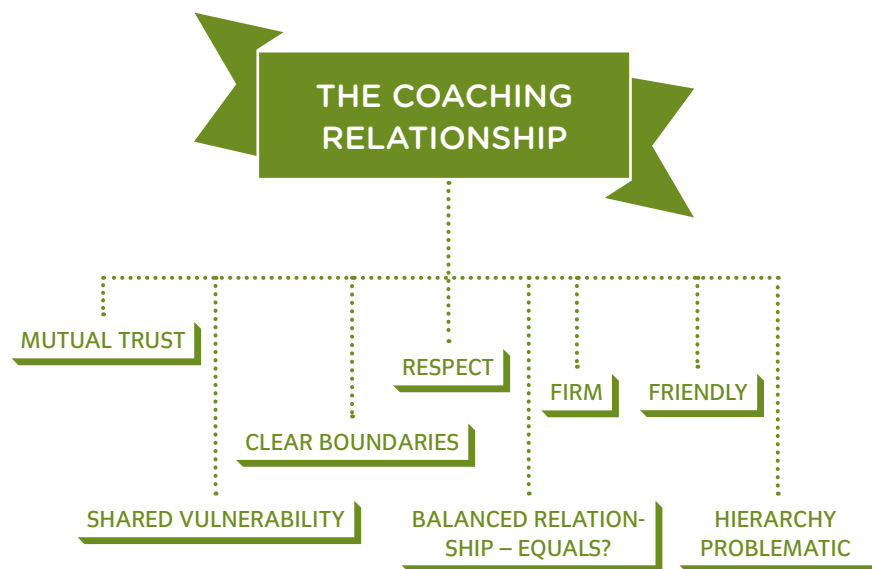 THE COACHING
RELATIONSHIP
MUTUAL TRUST
RESPECT
FIRM
FRIENDLY
CLEAR BOUNDARIES
SHARED VULNERABILITY
BALANCED RELATION-
SHIP – EQUALS?
HIERARCHY
PROBLEMATIC